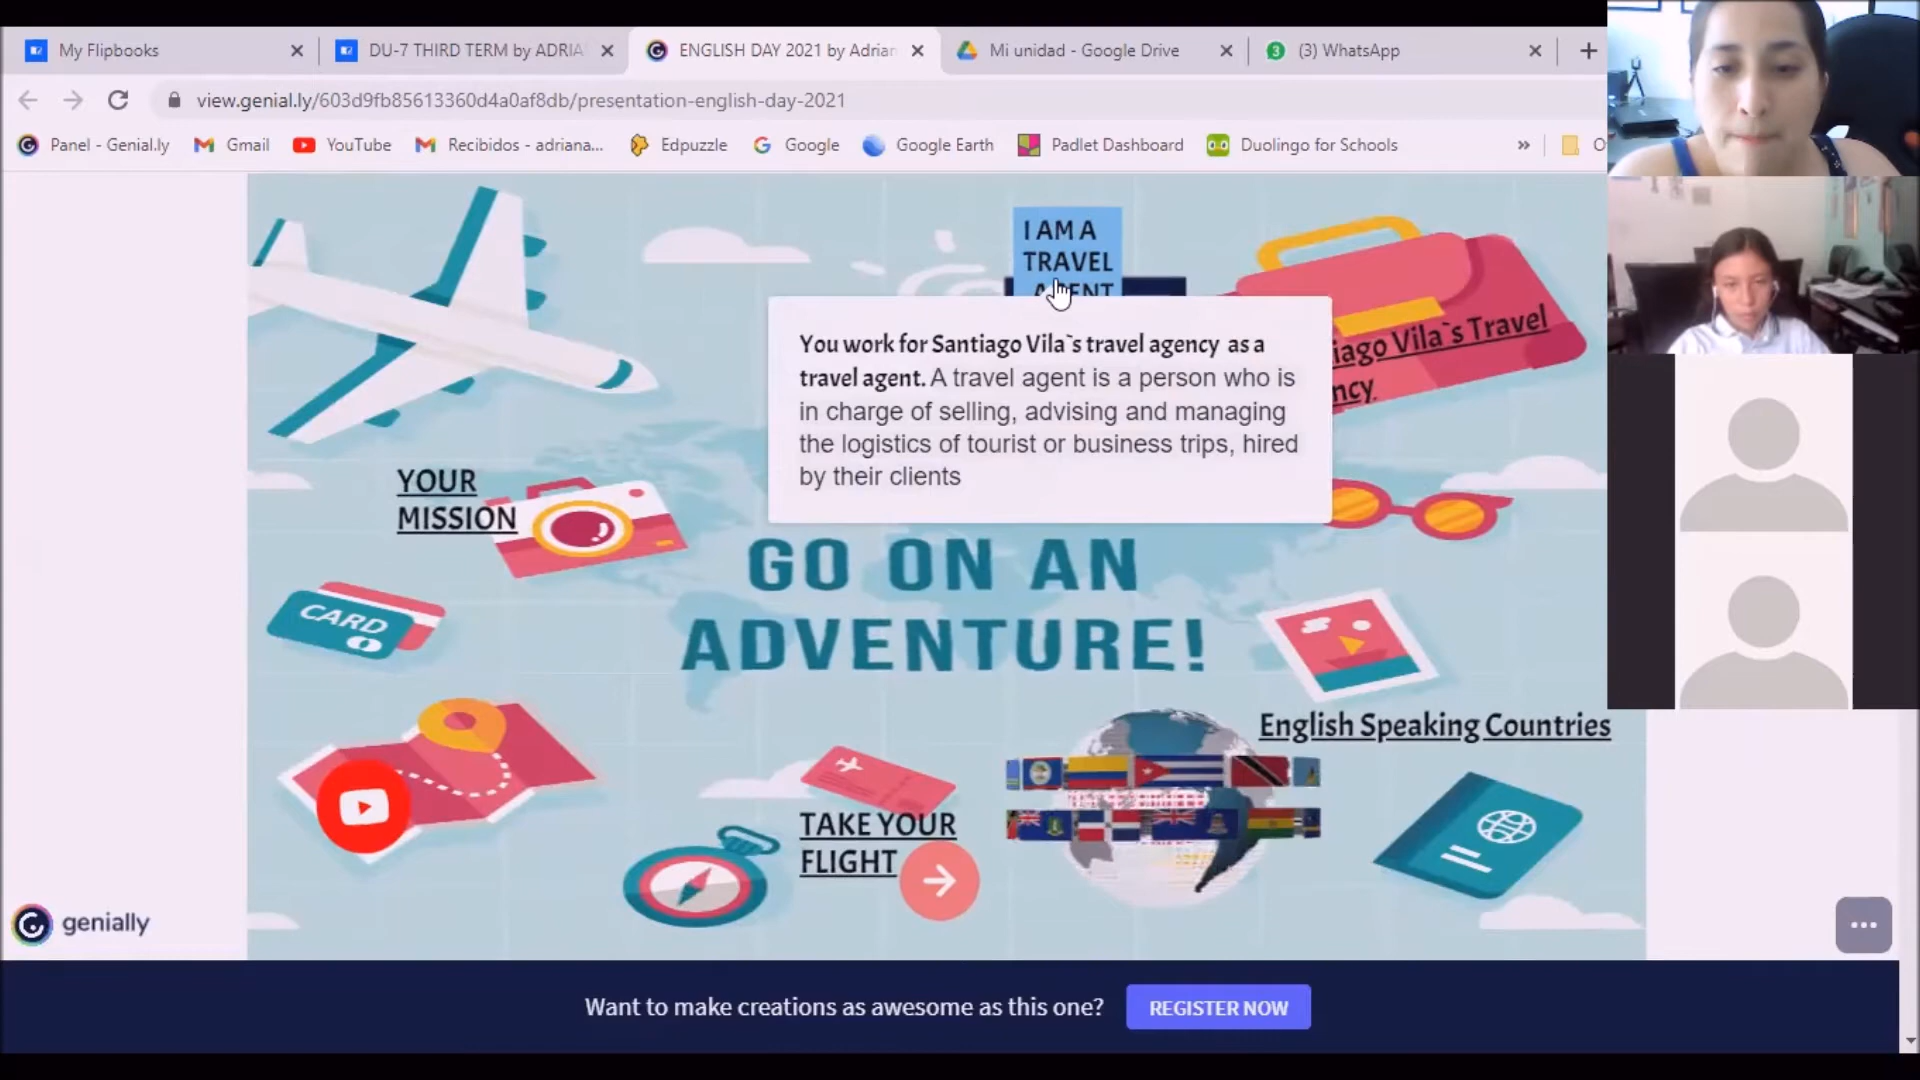 My Flipbooks
DU-7 THIRD TERM by ADRIA
ENGLISH DAY 2021 by Adrian
Mi unidad - Google Drive
3
(3) WhatsApp
view.genial.ly/603d9fb85613360d4a0af8db/presentation-english-day-2021
Panel - Genial.ly
Gmail
YouTube
Recibidos - adriana...
Edpuzzle
Google
Google Earth
Padlet Dashboard
Duolingo for Schools
»
I AM A
TRAVEL
AGENT
You work for Santiago Vila`s travel agency as a
travel agent. A travel agent is a person who is
in charge of selling, advising and managing
the logistics of tourist or business trips, hired
by their clients
iago Vila`s Travel
ncy
YOUR
MISSION
GO ON AN
ADVENTURE!
CARD
English Speaking Countries
TAKE YOUR
FLIGHT
genially
Want to make creations as awesome as this one?
REGISTER NOW